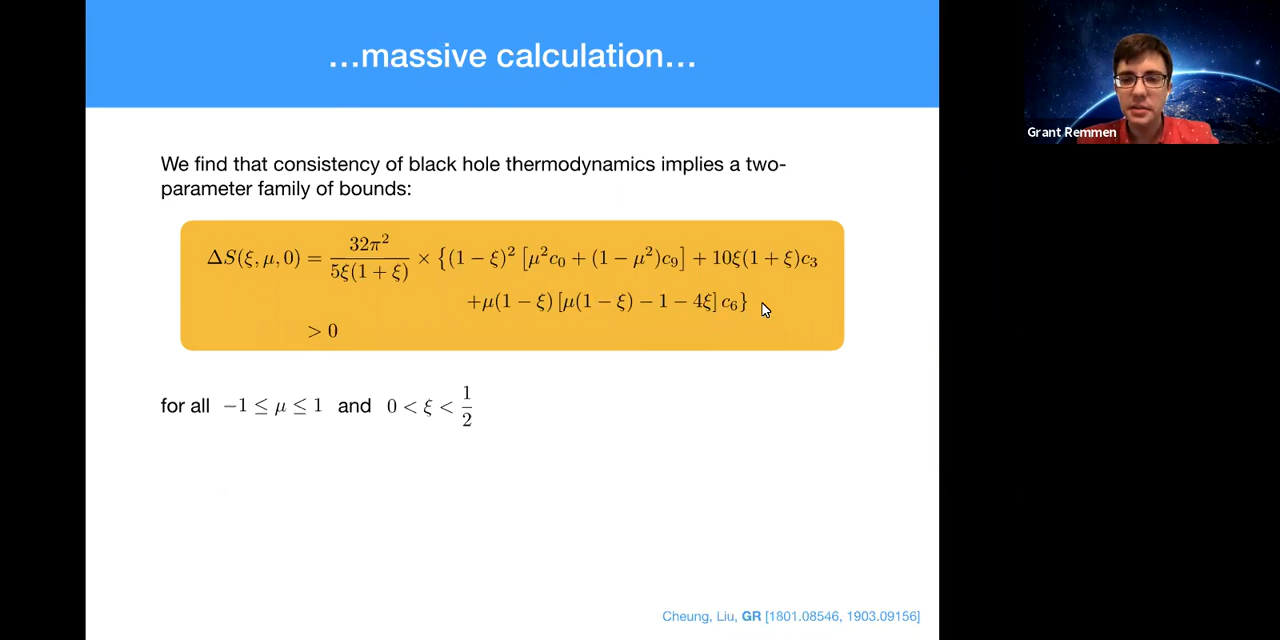 …massive calculation…
Grant Remmen
We find that consistency of black hole thermodynamics implies a two-
parameter family of bounds:
ΔS(ξ, μ, 0) = 32π² / 5ξ(1 + ξ) × {(1 − ξ)² [μ²c₀ + (1 − μ²)c₉] + 10ξ(1 + ξ)c₃
+μ(1 − ξ) [μ(1 − ξ) − 1 − 4ξ] c₆}
> 0
for all −1 ≤ μ ≤ 1 and 0 < ξ < 1/2
Cheung, Liu, GR [1801.08546, 1903.09156]